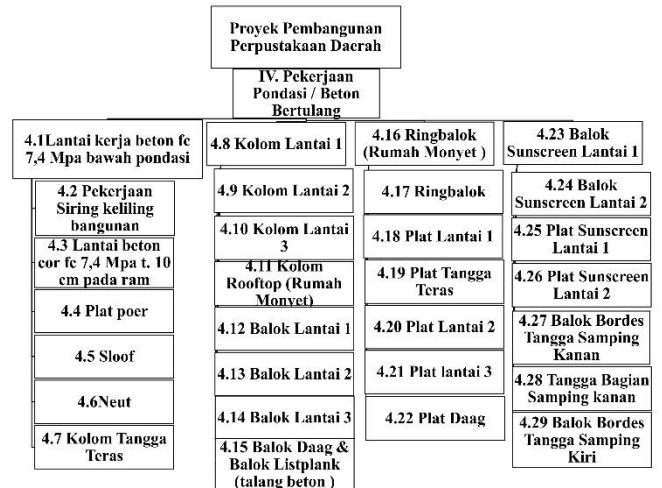 Proyek Pembangunan
Perpustakaan Daerah
IV. Pekerjaan
Pondasi / Beton
Bertulang
4.1Lantai kerja beton fc
7,4 Mpa bawah pondasi
4.2 Pekerjaan
Siring keliling
bangunan
4.3 Lantai beton
cor fc 7,4 Mpa t. 10
cm pada ram
4.4 Plat poer
4.5 Sloof
4.6Neut
4.7 Kolom Tangga
Teras
4.8 Kolom Lantai 1
4.9 Kolom Lantai 2
4.10 Kolom Lantai
3
4.11 Kolom
Rooftop (Rumah
Monyet)
4.12 Balok Lantai 1
4.13 Balok Lantai 2
4.14 Balok Lantai 3
4.15 Balok Daag &
Balok Listplank
(talang beton )
4.16 Ringbalok
(Rumah Monyet )
4.17 Ringbalok
4.18 Plat Lantai 1
4.19 Plat Tangga
Teras
4.20 Plat Lantai 2
4.21 Plat lantai 3
4.22 Plat Daag
4.23 Balok
Sunscreen Lantai 1
4.24 Balok
Sunscreen Lantai 2
4.25 Plat Sunscreen
Lantai 1
4.26 Plat Sunscreen
Lantai 2
4.27 Balok Bordes
Tangga Samping
Kanan
4.28 Tangga Bagian
Samping kanan
4.29 Balok Bordes
Tangga Samping
Kiri